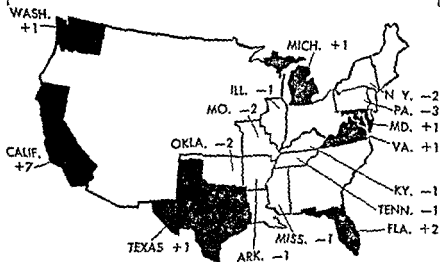 WASH.
+1
MICH. +1
ILL. -1
MO. -2
N Y. -2
PA. -3
MD. +1
VA. +1
OKLA. -2
CALIF.
+7
KY. -1
TENN. -1
FLA. +2
MISS. -1
TEXAS +1
ARK. -1